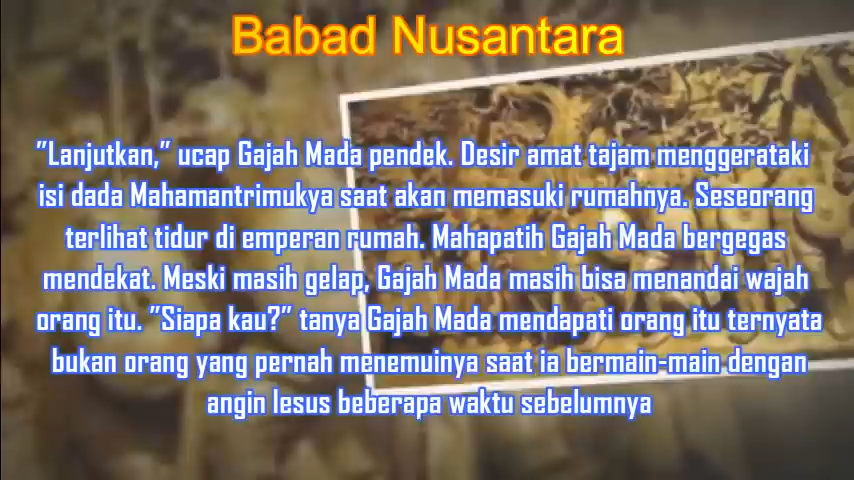 Babad Nusantara
”Lanjutkan,” ucap Gajah Mada pendek. Desir amat tajam menggerataki
isi dada Mahamantrimukya saat akan memasuki rumahnya. Seseorang
terlihat tidur di emperan rumah. Mahapatih Gajah Mada bergegas
mendekat. Meski masih gelap, Gajah Mada masih bisa menandai wajah
orang itu. ”Siapa kau?” tanya Gajah Mada mendapati orang itu ternyata
bukan orang yang pernah menemuinya saat ia bermain-main dengan
angin lesus beberapa waktu sebelumnya